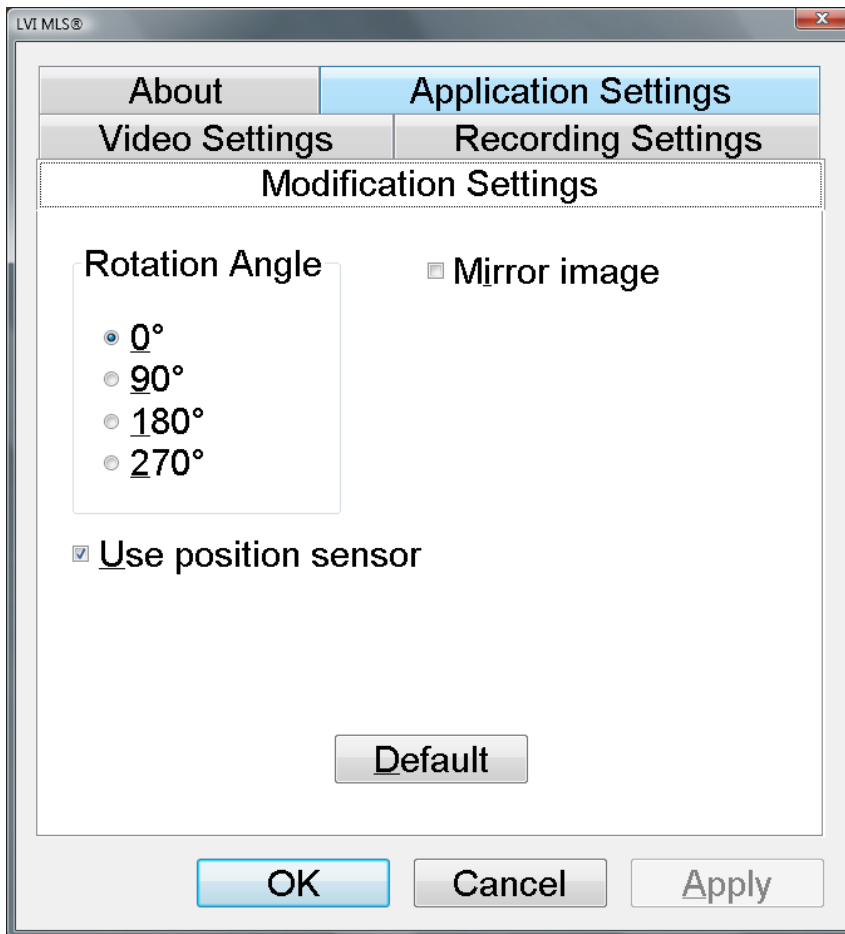 LVI MLS®
About Application Settings
Video Settings Recording Settings
Modification Settings
Rotation Angle Mirror image
0°
90°
180°
270°
Use position sensor
Default
OK Cancel Apply